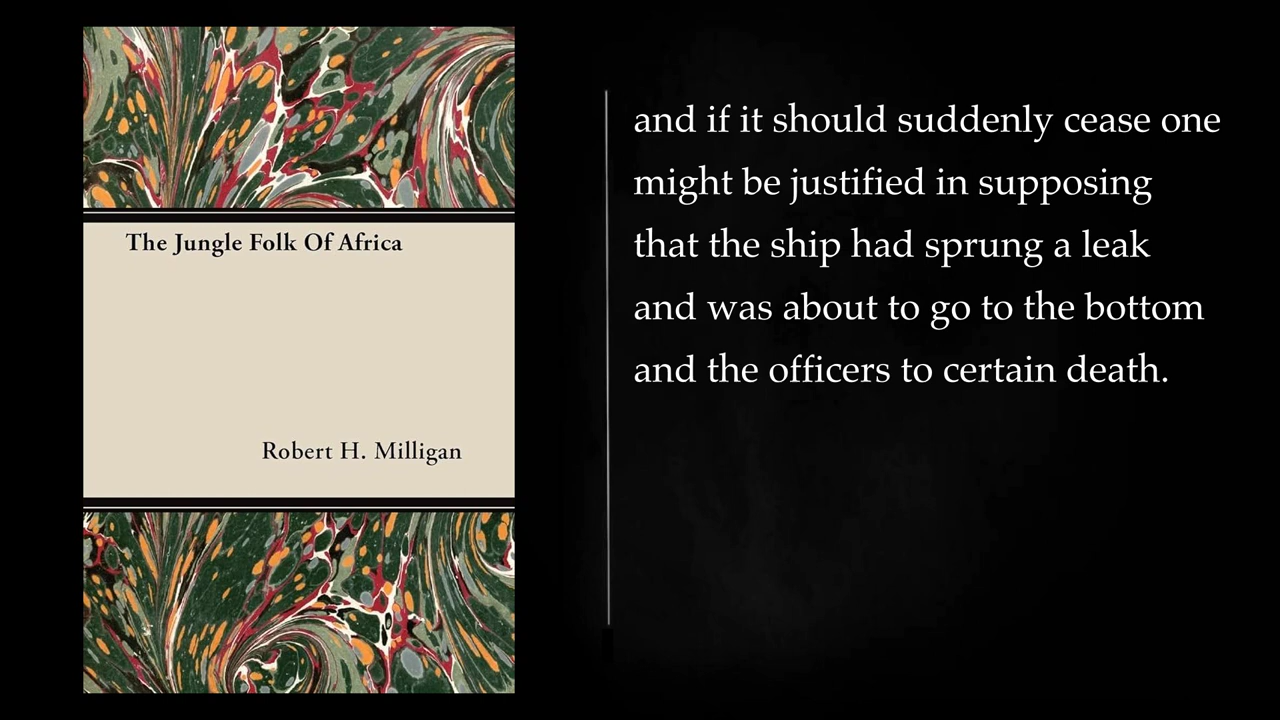 The Jungle Folk Of Africa
Robert H. Milligan
and if it should suddenly cease one
might be justified in supposing
that the ship had sprung a leak
and was about to go to the bottom
and the officers to certain death.